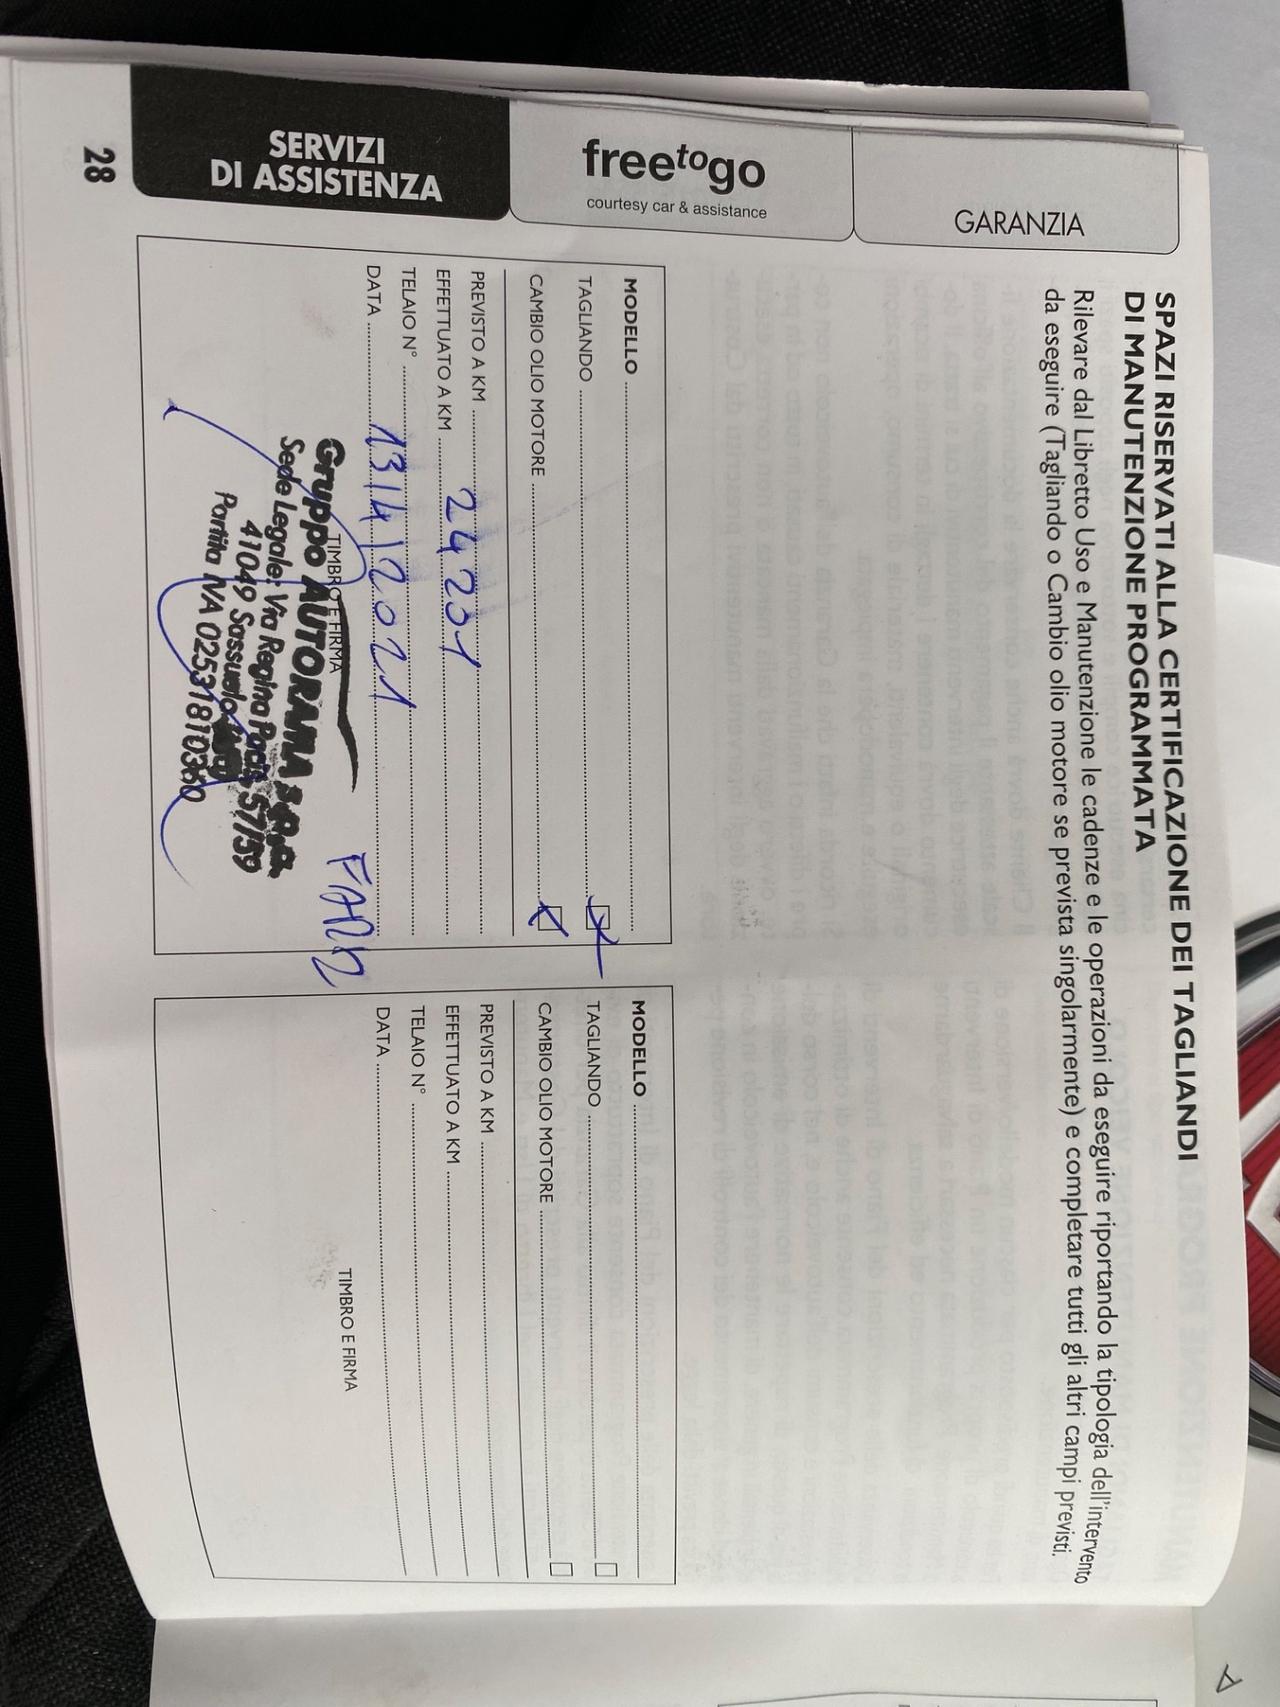 GARANZIA
freetogo
courtesy car & assistance
SERVIZI
DI ASSISTENZA
28
SPAZI RISERVATI ALLA CERTIFICAZIONE DEI TAGLIANDI
DI MANUTENZIONE PROGRAMMATA
Rilevare dal Libretto Uso e Manutenzione le cadenze e le operazioni da eseguire riportando la tipologia dell'intervento
da eseguire (Tagliando o Cambio olio motore se prevista singolarmente) e completare tutti gli altri campi previsti.
MODELLO
TAGLIANDO
CAMBIO OLIO MOTORE
PREVISTO A KM
EFFETTUATO A KM 24201
TELAIO N°
DATA 13/4/2021
TIMBRO E FIRMA
Gruppo AUTORAMA S.p.A.
Sede Legale: Via Regina Pacis 57/59
41049 Sassuolo
Partita IVA 02531810360
MODELLO
TAGLIANDO
CAMBIO OLIO MOTORE
PREVISTO A KM
EFFETTUATO A KM
TELAIO N°
DATA
TIMBRO E FIRMA
A